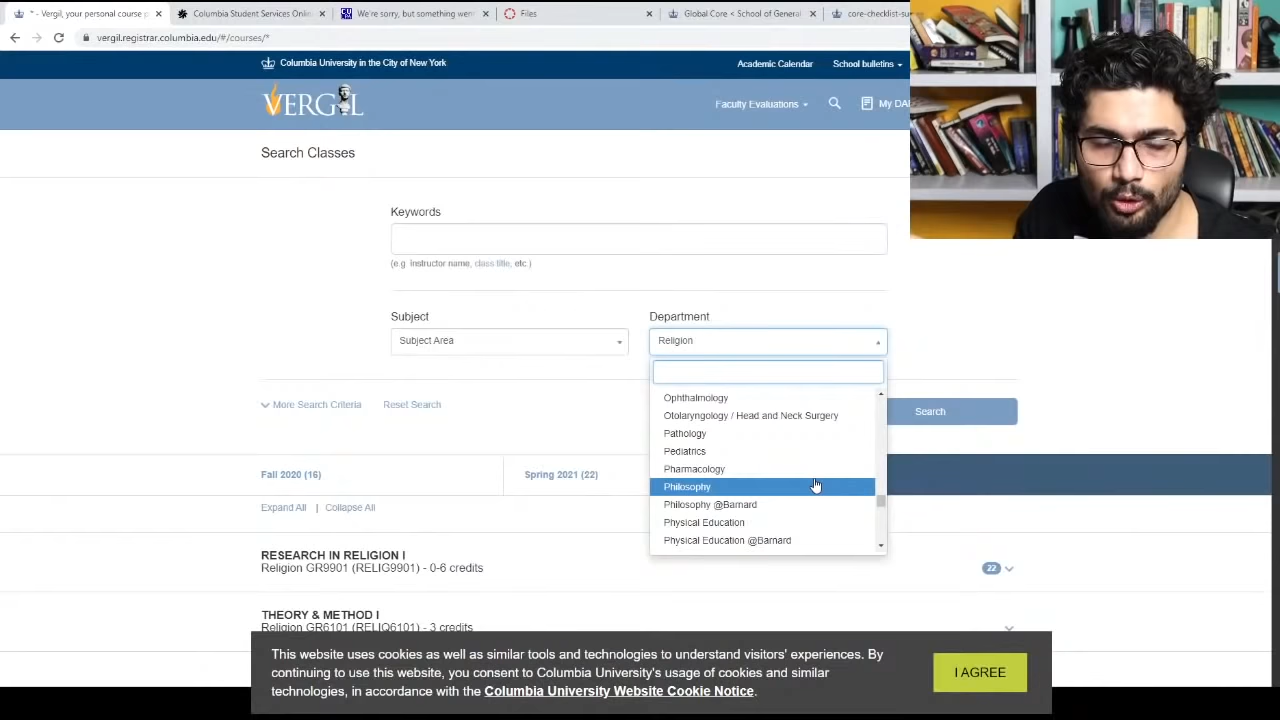 * - Vergil, your personal course p
Columbia Student Services Onlin
We're sorry, but something wen
Files
Global Core < School of General
core-checklist-su
vergil.registrar.columbia.edu/#/courses/*
Columbia University in the City of New York
Academic Calendar
School bulletins
VERGIL
Faculty Evaluations
My DA
Search Classes
Keywords
(e.g. instructor name, class title, etc.)
Subject
Department
Subject Area
Religion
Ophthalmology
More Search Criteria
Reset Search
Otolaryngology / Head and Neck Surgery
Search
Pathology
Pediatrics
Pharmacology
Fall 2020 (16)
Spring 2021 (22)
Philosophy
Philosophy @Barnard
Expand All | Collapse All
Physical Education
Physical Education @Barnard
RESEARCH IN RELIGION I
Religion GR9901 (RELIG9901) - 0-6 credits
22
THEORY & METHOD I
Religion GR6101 (RELIQ6101) - 3 credits
This website uses cookies as well as similar tools and technologies to understand visitors' experiences. By
continuing to use this website, you consent to Columbia University's usage of cookies and similar
technologies, in accordance with the Columbia University Website Cookie Notice.
I AGREE